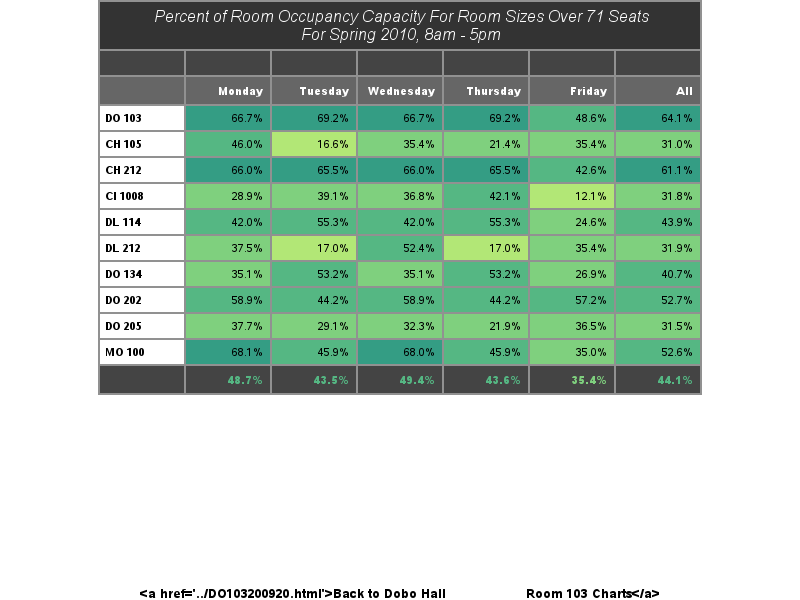 Percent of Room Occupancy Capacity For Room Sizes Over 71 Seats
For Spring 2010, 8am - 5pm
Monday Tuesday Wednesday Thursday Friday All
DO 103 66.7% 69.2% 66.7% 69.2% 48.6% 64.1%
CH 105 46.0% 16.6% 35.4% 21.4% 35.4% 31.0%
CH 212 66.0% 65.5% 66.0% 65.5% 42.6% 61.1%
CI 1008 28.9% 39.1% 36.8% 42.1% 12.1% 31.8%
DL 114 42.0% 55.3% 42.0% 55.3% 24.6% 43.9%
DL 212 37.5% 17.0% 52.4% 17.0% 35.4% 31.9%
DO 134 35.1% 53.2% 35.1% 53.2% 26.9% 40.7%
DO 202 58.9% 44.2% 58.9% 44.2% 57.2% 52.7%
DO 205 37.7% 29.1% 32.3% 21.9% 36.5% 31.5%
MO 100 68.1% 45.9% 68.0% 45.9% 35.0% 52.6%
48.7% 43.5% 49.4% 43.6% 35.4% 44.1%
<a href='../DO103200920.html'>Back to Dobo Hall Room 103 Charts</a>